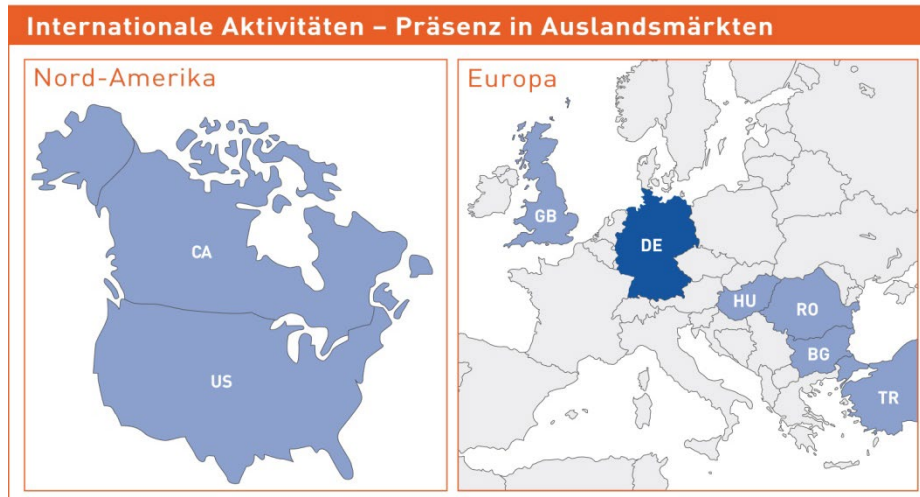 Internationale Aktivitäten – Präsenz in Auslandsmärkten
Nord-Amerika
CA
US
Europa
GB
DE
HU
RO
BG
TR